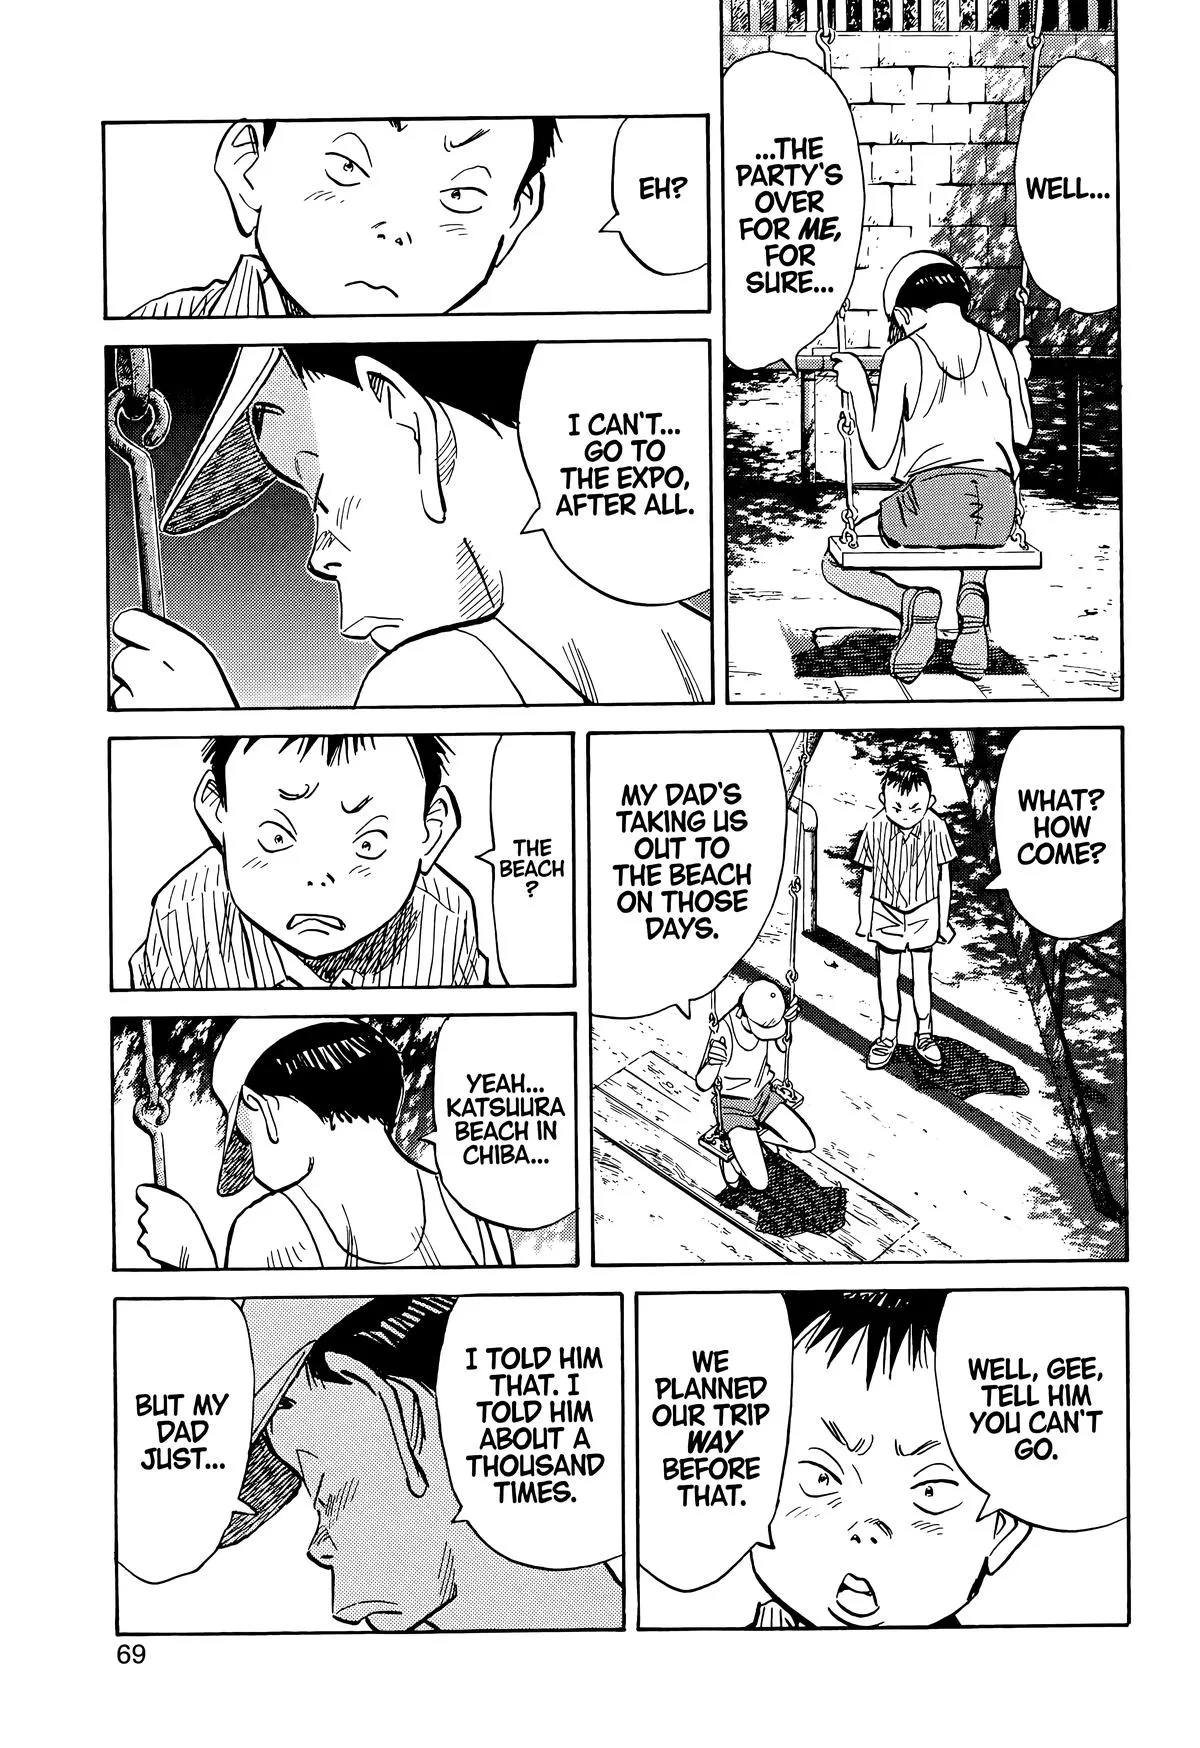 WELL...
...THE
PARTY'S
OVER
FOR ME,
FOR
SURE...
EH?
I CAN'T...
GO TO
THE EXPO,
AFTER ALL.
WHAT?
HOW
COME?
MY DAD'S
TAKING US
OUT TO
THE BEACH
ON THOSE
DAYS.
THE
BEACH
?
YEAH...
KATSUURA
BEACH IN
CHIBA...
WELL, GEE,
TELL HIM
YOU CAN'T
GO.
WE
PLANNED
OUR TRIP
WAY
BEFORE
THAT.
I TOLD HIM
THAT. I
TOLD HIM
ABOUT A
THOUSAND
TIMES.
BUT MY
DAD
JUST...
69